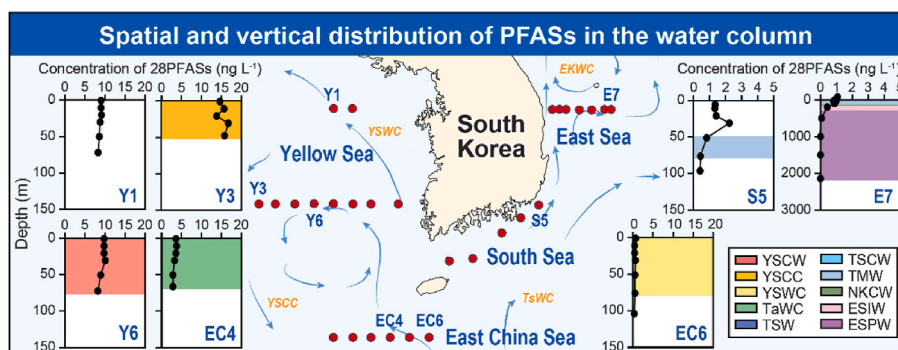 Spatial and vertical distribution of PFASs in the water column
Concentration of 28PFASs (ng L-1)
0 5 10 15 20 0 5 10 15 20
0
50
100
150
Y1
Y3
Depth (m)
0 5 10 15 20 0 5 10 15 20
0
50
100
150
Y6
EC4
Y1
YSWC
Yellow Sea
Y3
Y6
YSCC
EKWC
E7
South
Korea
East Sea
S5
South Sea
TsWC
EC4 EC6
East China Sea
Concentration of 28PFASs (ng L-1)
0 1 2 3 4 5 0 1 2 3 4 5
0
50
100
150
S5
0
1000
2000
3000
E7
0 5 10 15 20
0
50
100
150
EC6
YSCW
YSCC
YSWC
TaWC
TSW
TSCW
TMW
NKCW
ESIW
ESPW